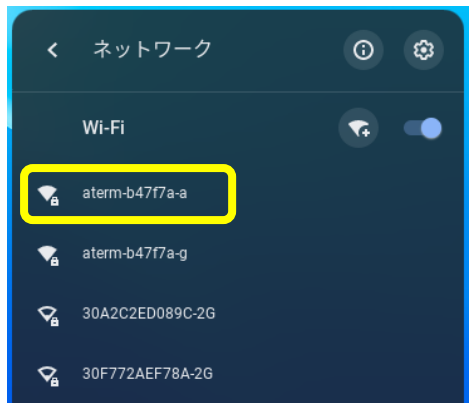 ネットワーク
Wi-Fi
aterm-b47f7a-a
aterm-b47f7a-g
30A2C2ED089C-2G
30F772AEF78A-2G